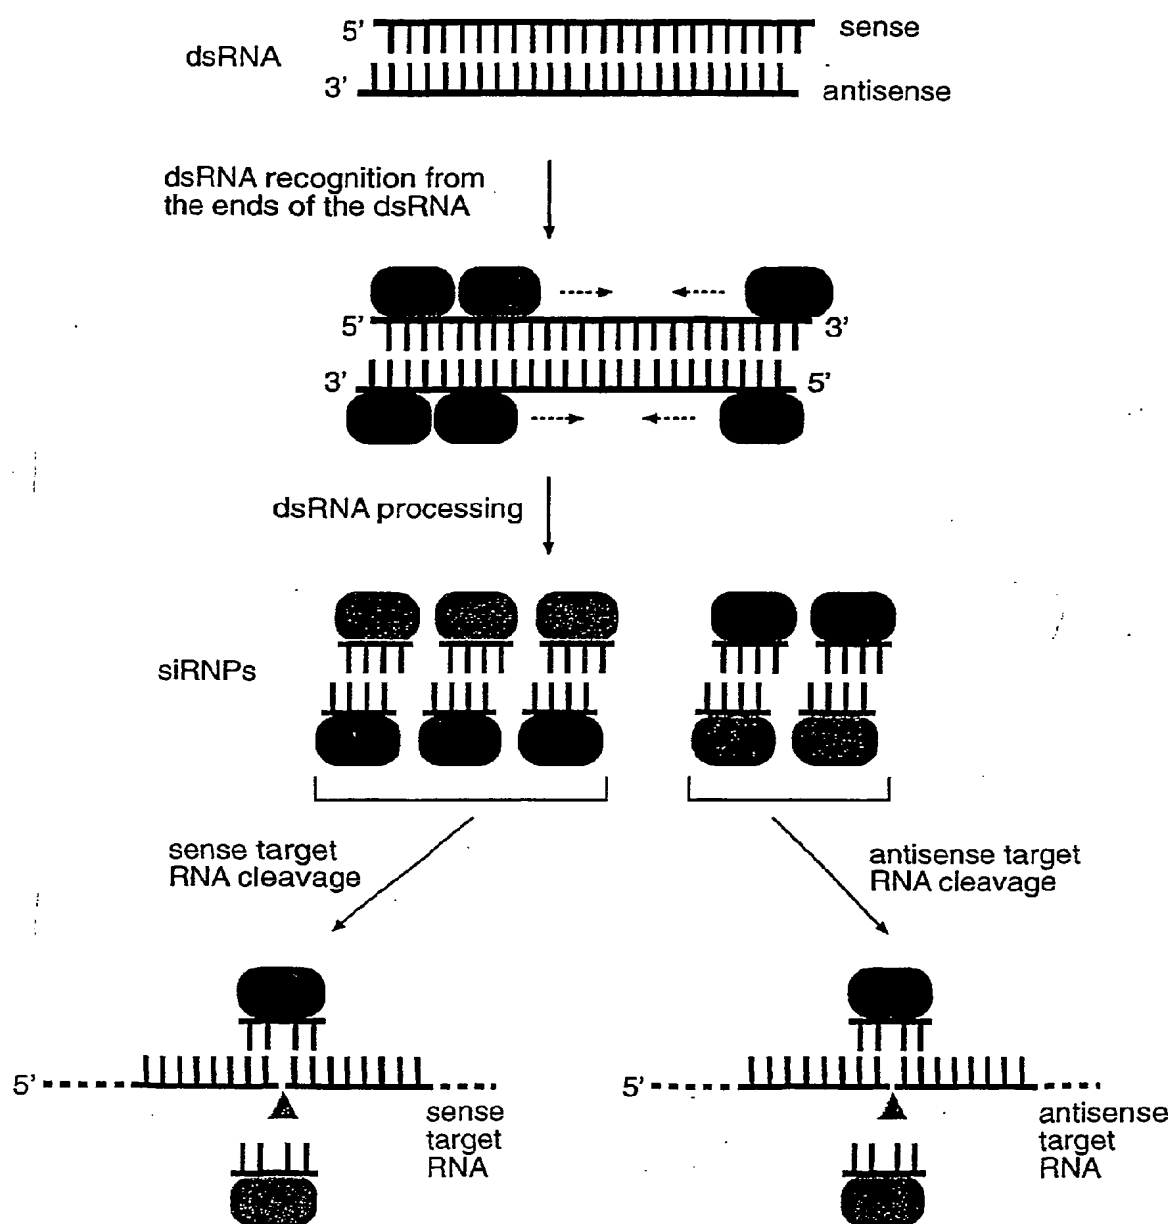 5' sense
dsRNA
3' antisense
dsRNA recognition from
the ends of the dsRNA
5' 3'
3' 5'
dsRNA processing
siRNPs
sense target
RNA cleavage
antisense target
RNA cleavage
5'
sense
target
RNA
5'
antisense
target
RNA